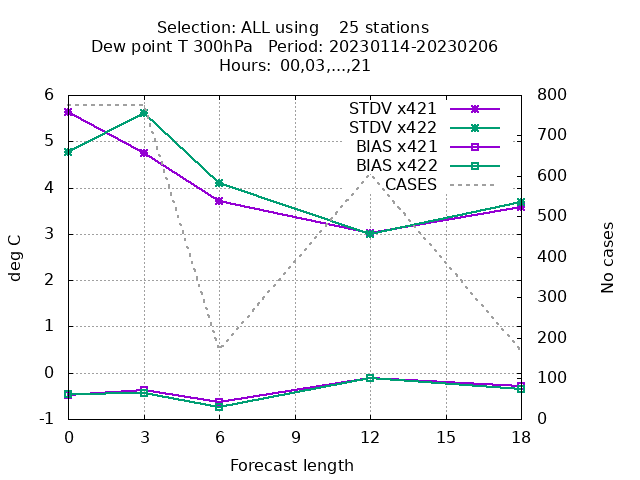 Selection: ALL using    25 stations
Dew point T 300hPa   Period: 20230114-20230206
Hours:  00,03,...,21
6
5
4
3
2
1
0
-1
deg C
STDV x421
STDV x422
BIAS x421
BIAS x422
CASES
800
700
600
500
400
300
200
100
0
No cases
0 3 6 9 12 15 18
Forecast length